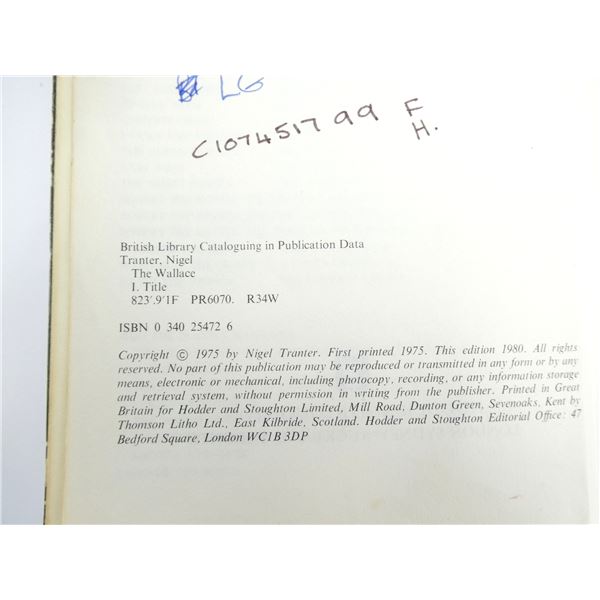 LG
C1074517 99 F
H.
British Library Cataloguing in Publication Data
Tranter, Nigel
The Wallace
I. Title
823'.9'1F PR6070. R34W
ISBN 0 340 25472 6
Copyright © 1975 by Nigel Tranter. First printed 1975. This edition 1980. All rights
reserved. No part of this publication may be reproduced or transmitted in any form or by any
means, electronic or mechanical, including photocopy, recording, or any information storage
and retrieval system, without permission in writing from the publisher. Printed in Great
Britain for Hodder and Stoughton Limited, Mill Road, Dunton Green, Sevenoaks, Kent by
Thomson Litho Ltd., East Kilbride, Scotland. Hodder and Stoughton Editorial Office: 47
Bedford Square, London WC1B 3DP